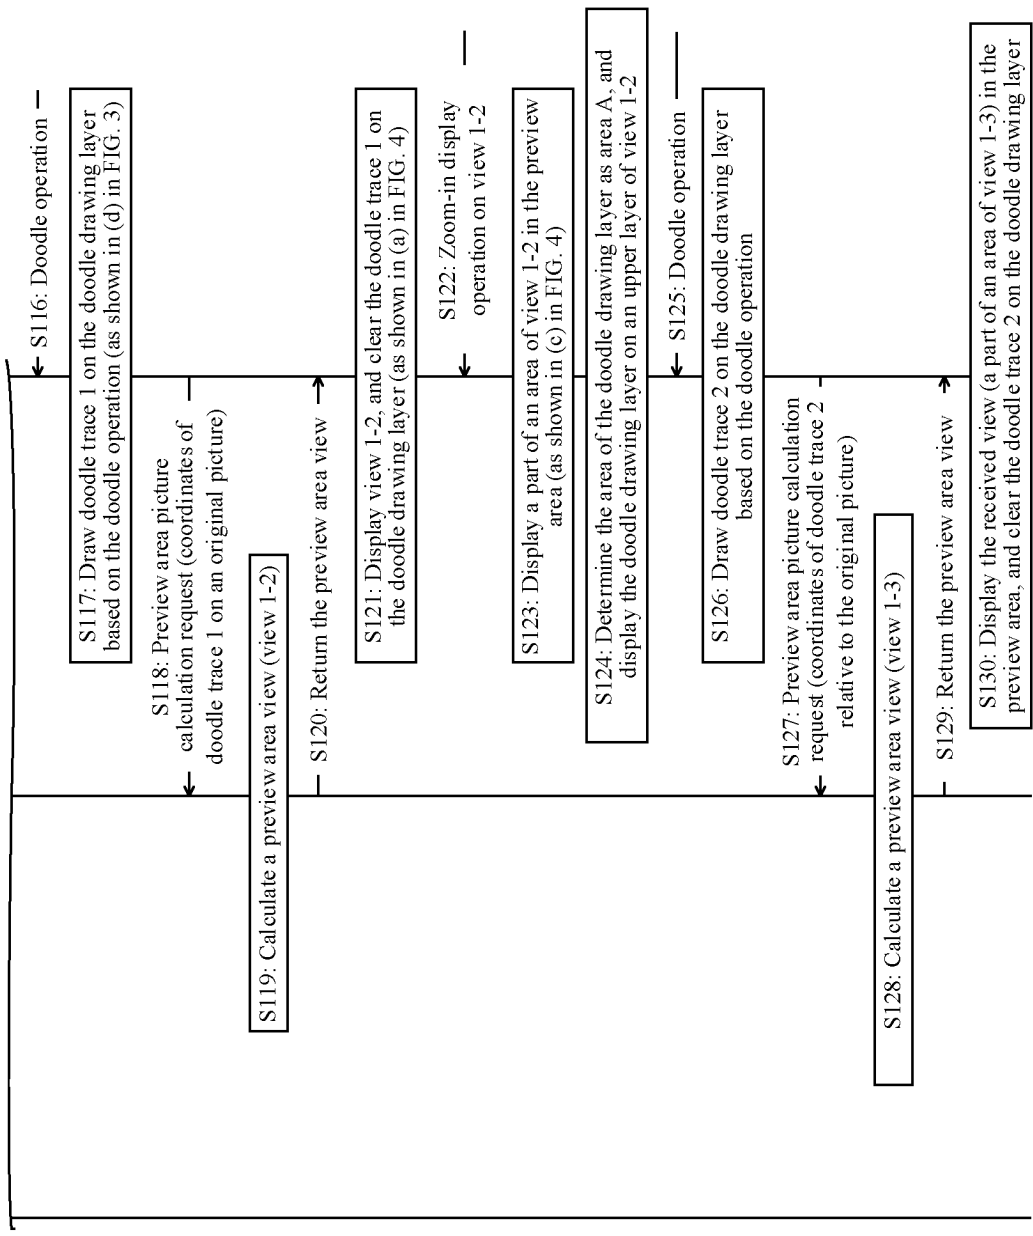 S116: Doodle operation
S117: Draw doodle trace 1 on the doodle drawing layer
based on the doodle operation (as shown in (d) in FIG. 3)
S118: Preview area picture
calculation request (coordinates of
doodle trace 1 on an original picture)
S119: Calculate a preview area view (view 1-2)
S120: Return the preview area view
S121: Display view 1-2, and clear the doodle trace 1 on
the doodle drawing layer (as shown in (a) in FIG. 4)
S122: Zoom-in display
operation on view 1-2
S123: Display a part of an area of view 1-2 in the preview
area (as shown in (c) in FIG. 4)
S124: Determine the area of the doodle drawing layer as area A, and
display the doodle drawing layer on an upper layer of view 1-2
S125: Doodle operation
S126: Draw doodle trace 2 on the doodle drawing layer
based on the doodle operation
S127: Preview area picture calculation
request (coordinates of doodle trace 2
relative to the original picture)
S128: Calculate a preview area view (view 1-3)
S129: Return the preview area view
S130: Display the received view (a part of an area of view 1-3) in the
preview area, and clear the doodle trace 2 on the doodle drawing layer